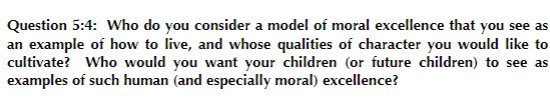 Question 5:4: Who do you consider a model of moral excellence that you see as
an example of how to live, and whose qualities of character you would like to
cultivate? Who would you want your children (or future children) to see as
examples of such human (and especially moral) excellence?